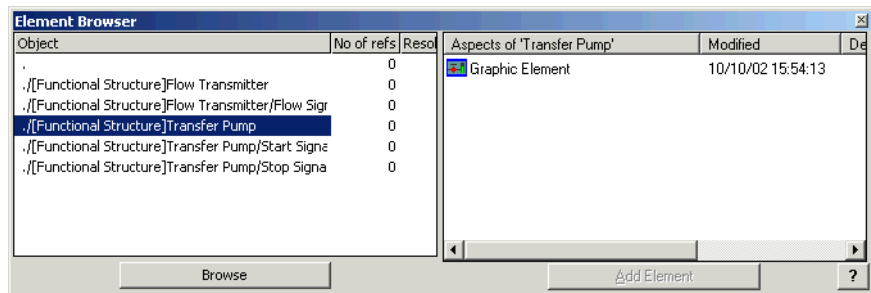 Element Browser
Object No of refs Resol Aspects of 'Transfer Pump' Modified De
. 0 Graphic Element 10/10/02 15:54:13
./[Functional Structure]Flow Transmitter 0
./[Functional Structure]Flow Transmitter/Flow Sigr 0
./[Functional Structure]Transfer Pump 0
./[Functional Structure]Transfer Pump/Start Signa 0
./[Functional Structure]Transfer Pump/Stop Signa 0
Browse Add Element ?